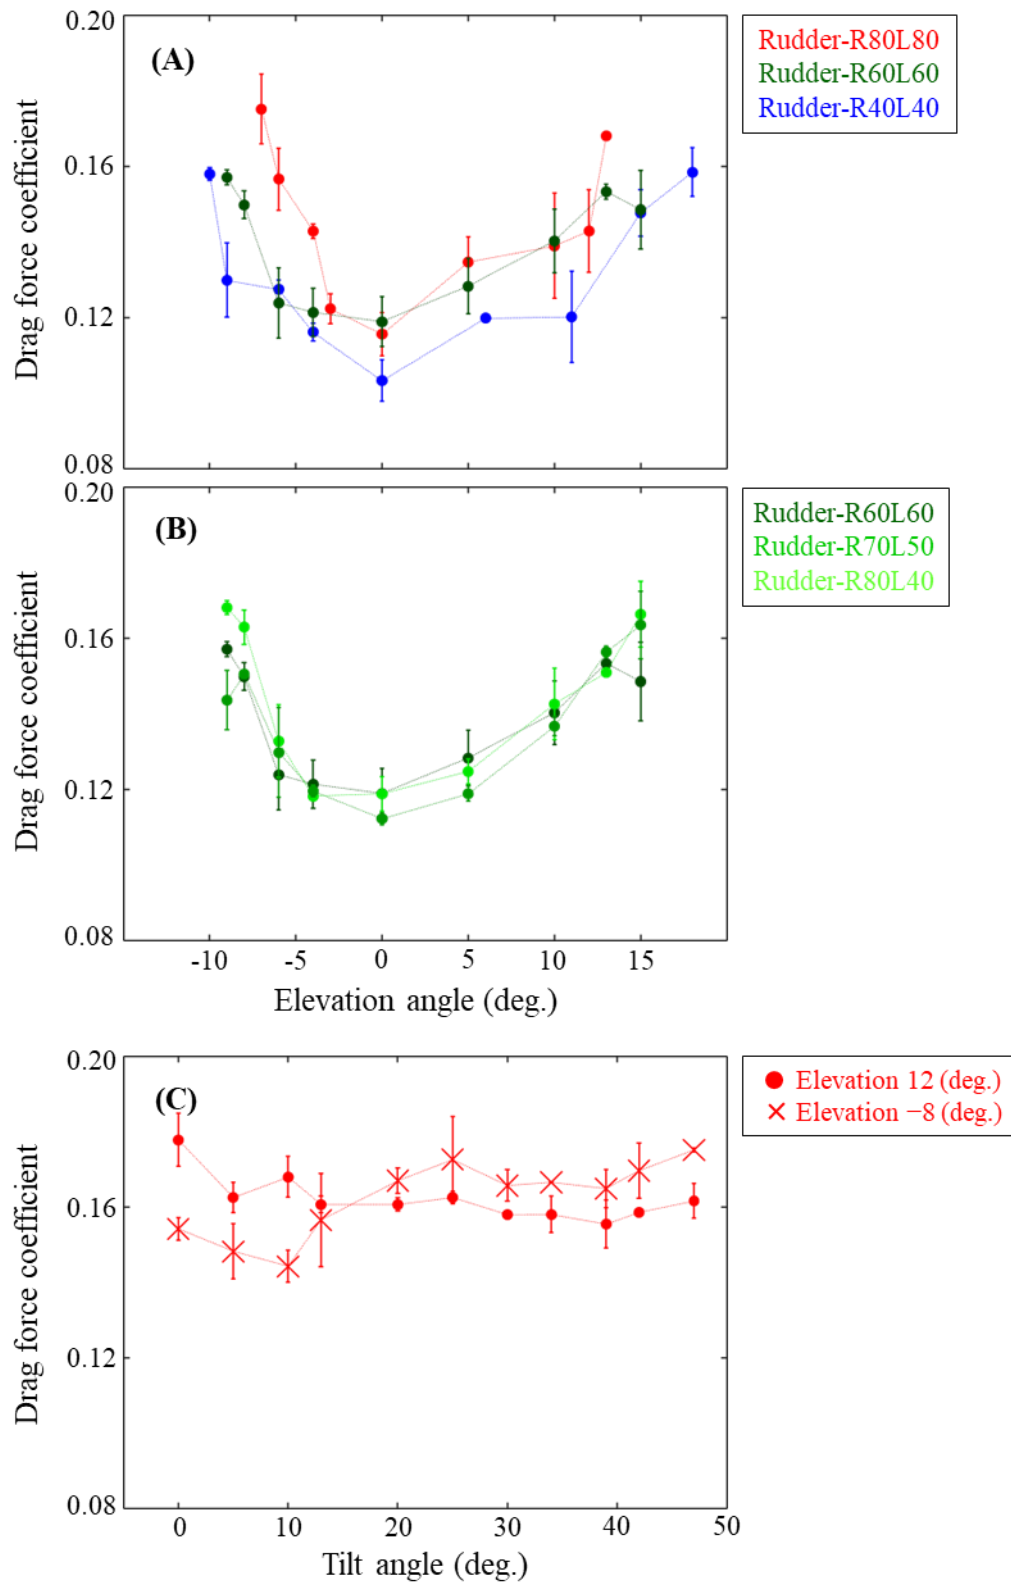 0.20
(A)
Rudder-R80L80
Rudder-R60L60
Rudder-R40L40
0.16
0.12
0.08
Drag force coefficient
0.20
(B)
Rudder-R60L60
Rudder-R70L50
Rudder-R80L40
0.16
0.12
0.08
Drag force coefficient
-10 -5 0 5 10 15
Elevation angle (deg.)
0.20
(C)
Elevation 12 (deg.)
Elevation −8 (deg.)
0.16
0.12
0.08
Drag force coefficient
0 10 20 30 40 50
Tilt angle (deg.)